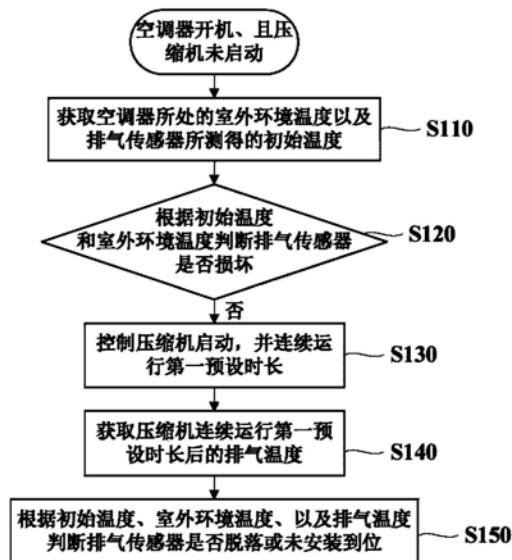 空调器开机、且压
缩机未启动
获取空调器所处的室外环境温度以及
排气传感器所测得的初始温度
S110
根据初始温度
和室外环境温度判断排气传感器
是否损坏
S120
否
控制压缩机启动，并连续运
行第一预设时长
S130
获取压缩机连续运行第一预
设时长后的排气温度
S140
根据初始温度、室外环境温度、以及排气温度
判断排气传感器是否脱落或未安装到位
S150